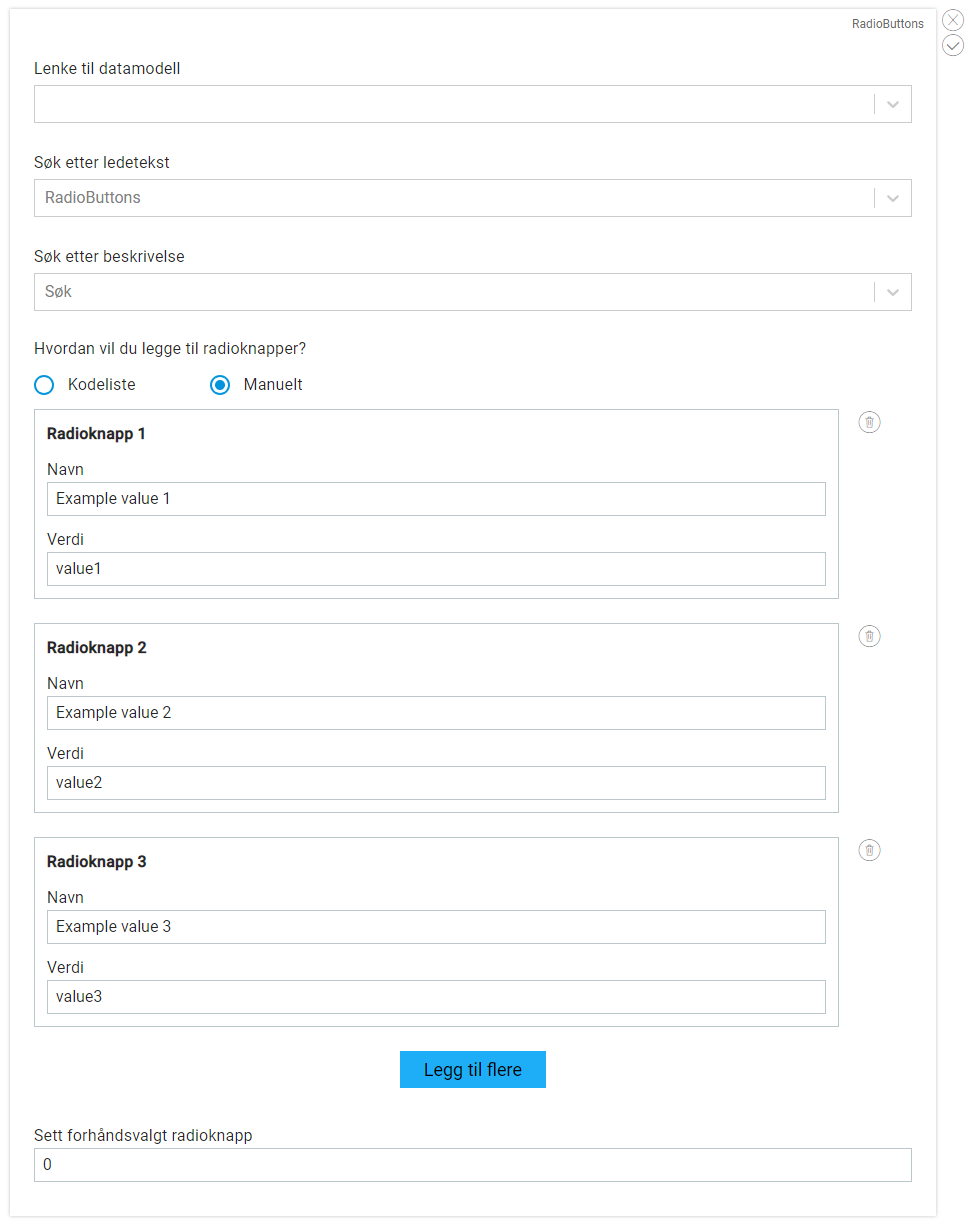 RadioButtons
Lenke til datamodell
Søk etter ledetekst
RadioButtons
Søk etter beskrivelse
Søk
Hvordan vil du legge til radioknapper?
Kodeliste Manuelt
Radioknapp 1
Navn
Example value 1
Verdi
value1
Radioknapp 2
Navn
Example value 2
Verdi
value2
Radioknapp 3
Navn
Example value 3
Verdi
value3
Legg til flere
Sett forhåndsvalgt radioknapp
0